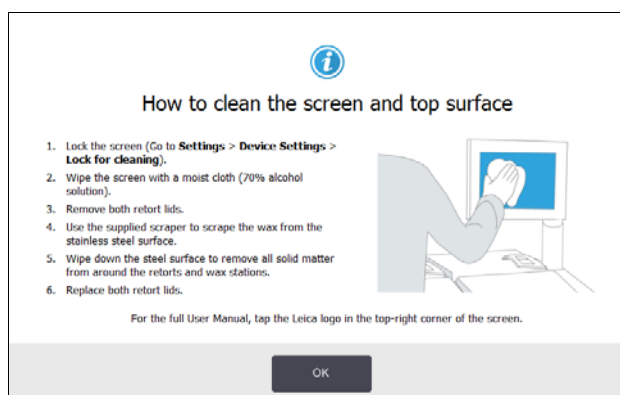 How to clean the screen and top surface
1. Lock the screen (Go to Settings > Device Settings >
Lock for cleaning).
2. Wipe the screen with a moist cloth (70% alcohol
solution).
3. Remove both retort lids.
4. Use the supplied scraper to scrape the wax from the
stainless steel surface.
5. Wipe down the steel surface to remove all solid matter
from around the retorts and wax stations.
6. Replace both retort lids.
For the full User Manual, tap the Leica logo in the top-right corner of the screen.
OK